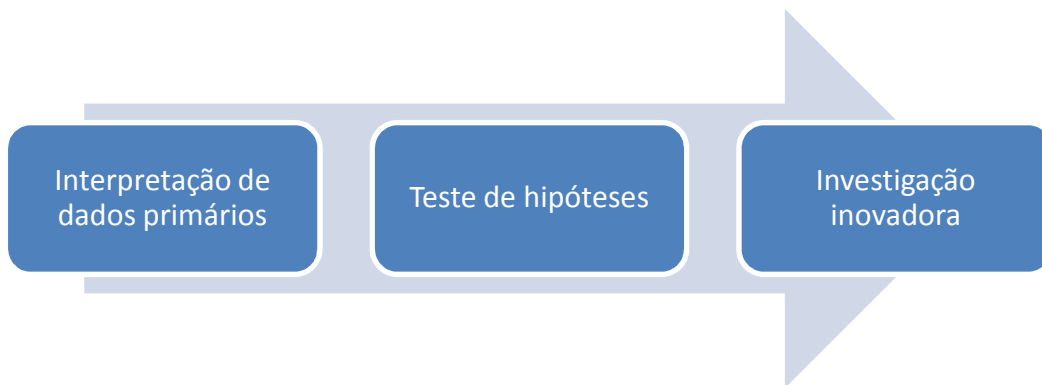 Interpretação de
dados primários
Teste de hipóteses
Investigação
inovadora